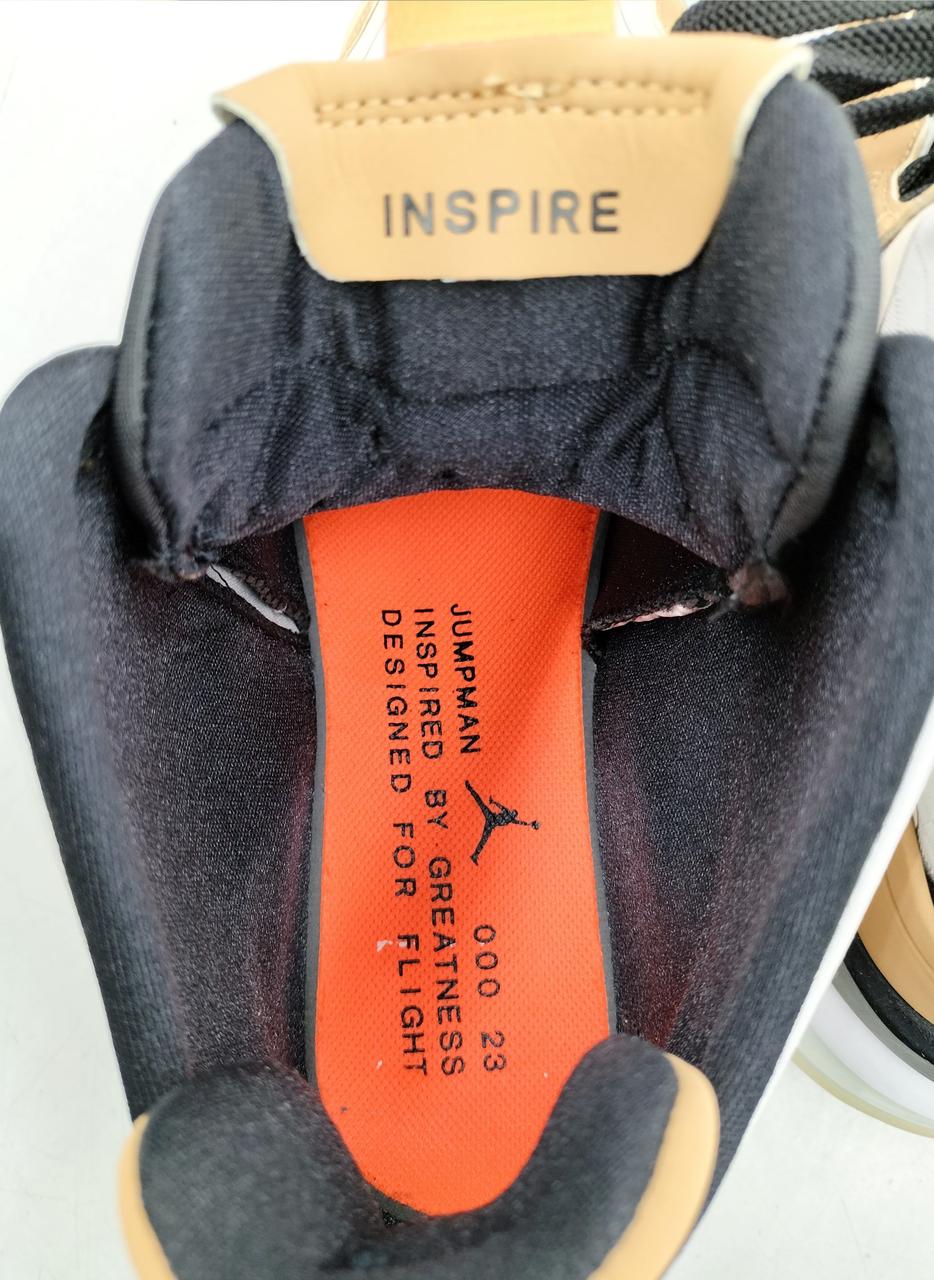 INSPIRE
JUMPMAN 000 23
INSPIRED BY GREATNESS
DESIGNED FOR FLIGHT